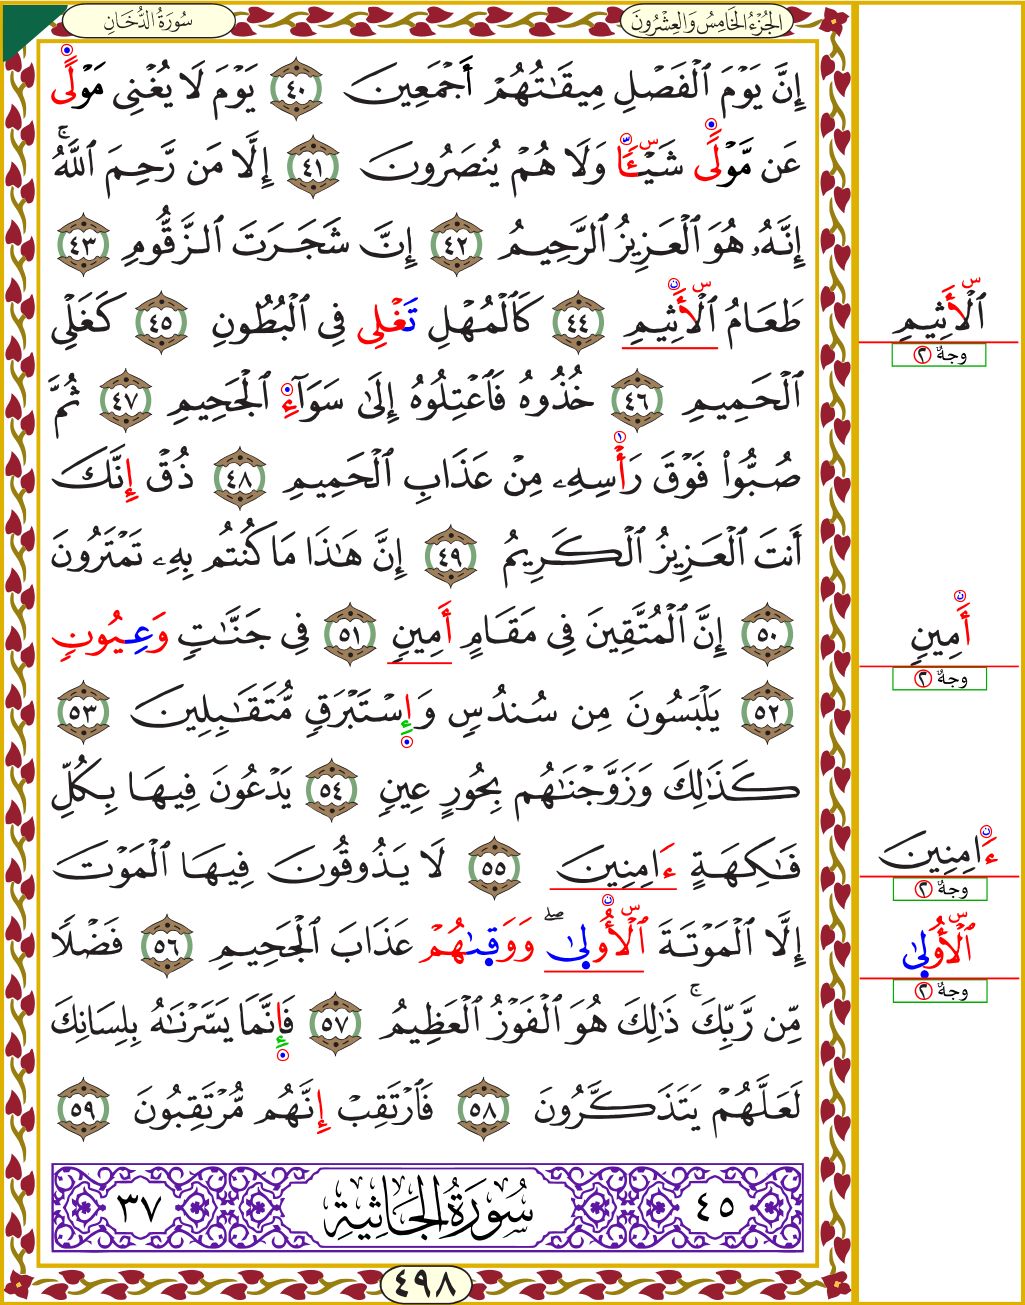 الجُزْءُ الخَامِسُ وَالعِشْرُونَ
سُورَةُ الدُّخَانِ
إِنَّ يَوْمَ ٱلْفَصْلِ مِيقَٰتُهُمْ أَجْمَعِينَ ٤٠ يَوْمَ لَا يُغْنِى مَوْلًى
عَن مَّوْلًى شَيْـًٔا وَلَا هُمْ يُنصَرُونَ ٤١ إِلَّا مَن رَّحِمَ ٱللَّهُۚ
إِنَّهُۥ هُوَ ٱلْعَزِيزُ ٱلرَّحِيمُ ٤٢ إِنَّ شَجَرَتَ ٱلزَّقُّومِ ٤٣
طَعَامُ ٱلْأَثِيمِ ٤٤ كَٱلْمُهْلِ تَغْلِى فِى ٱلْبُطُونِ ٤٥ كَغَلْىِ
ٱلْحَمِيمِ ٤٦ خُذُوهُ فَٱعْتِلُوهُ إِلَىٰ سَوَآءِ ٱلْجَحِيمِ ٤٧ ثُمَّ
صُبُّوا۟ فَوْقَ رَأْسِهِۦ مِنْ عَذَابِ ٱلْحَمِيمِ ٤٨ ذُقْ إِنَّكَ
أَنتَ ٱلْعَزِيزُ ٱلْكَرِيمُ ٤٩ إِنَّ هَٰذَا مَا كُنتُم بِهِۦ تَمْتَرُونَ
٥٠ إِنَّ ٱلْمُتَّقِينَ فِى مَقَامٍ أَمِينٍ ٥١ فِى جَنَّٰتٍ وَعِيُونٍ
٥٢ يَلْبَسُونَ مِن سُندُسٍ وَإِسْتَبْرَقٍ مُّتَقَٰبِلِينَ ٥٣
كَذَٰلِكَ وَزَوَّجْنَٰهُم بِحُورٍ عِينٍ ٥٤ يَدْعُونَ فِيهَا بِكُلِّ
فَٰكِهَةٍ ءَامِنِينَ ٥٥ لَا يَذُوقُونَ فِيهَا ٱلْمَوْتَ
إِلَّا ٱلْمَوْتَةَ ٱلْأُولَىٰۖ وَوَقَىٰهُمْ عَذَابَ ٱلْجَحِيمِ ٥٦ فَضْلًا
مِّن رَّبِّكَۚ ذَٰلِكَ هُوَ ٱلْفَوْزُ ٱلْعَظِيمُ ٥٧ فَإِنَّمَا يَسَّرْنَٰهُ بِلِسَانِكَ
لَعَلَّهُمْ يَتَذَكَّرُونَ ٥٨ فَٱرْتَقِبْ إِنَّهُم مُّرْتَقِبُونَ ٥٩
٤٥ سُورَةُ الجَاثِيَةِ ٣٧
٤٩٨
ٱلْأَثِيمِ
وجهٌ ٢
أَمِينٍ
وجهٌ ٢
ءَامِنِينَ
وجهٌ ٢
ٱلْأُولَىٰ
وجهٌ ٢